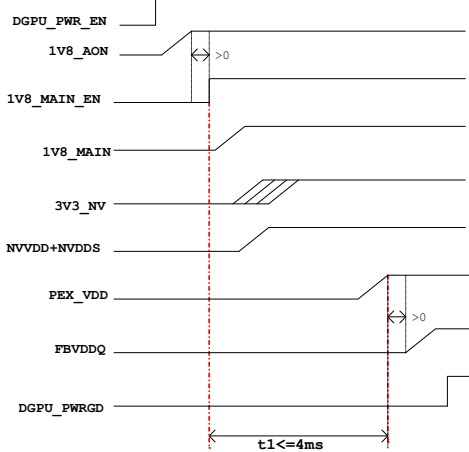 DGPU_PWR_EN
1V8_AON
>0
1V8_MAIN_EN
1V8_MAIN
3V3_NV
NVVDD+NVDDS
PEX_VDD
>0
FBVDDQ
DGPU_PWRGD
t1<=4ms